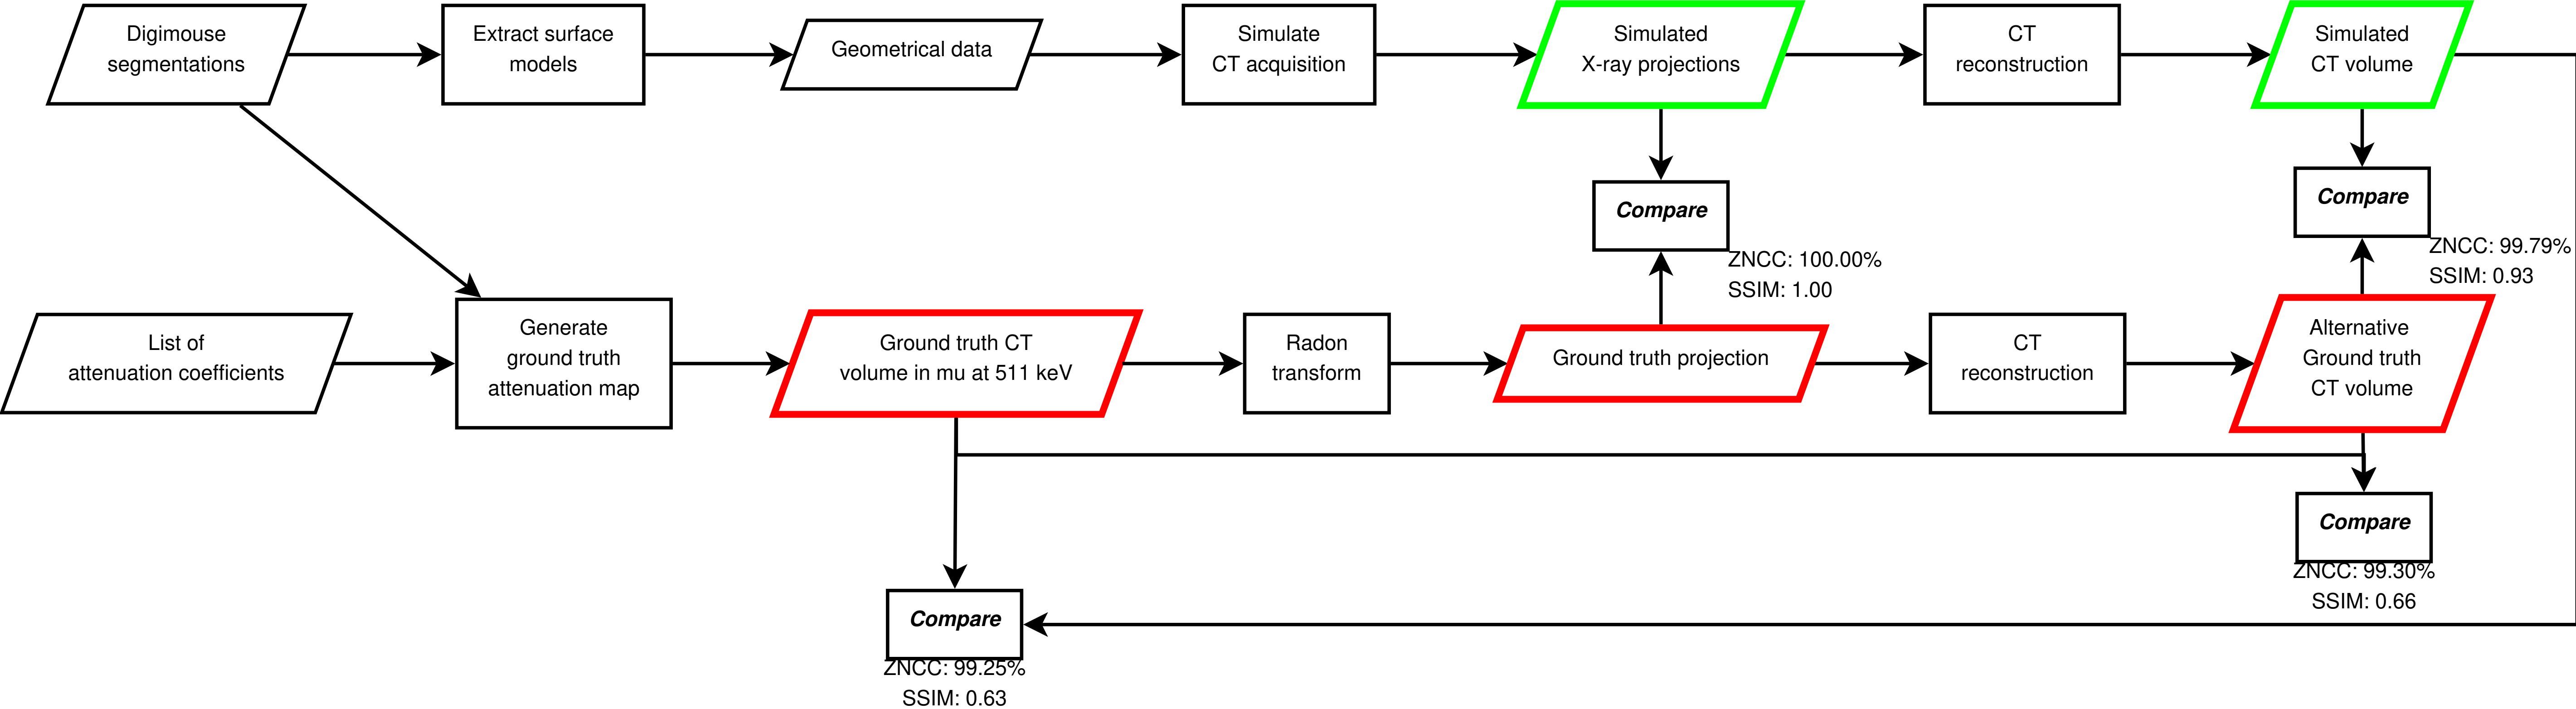 Digimouse
segmentations
Extract surface
models
Geometrical data
Simulate
CT acquisition
Simulated
X-ray projections
CT
reconstruction
Simulated
CT volume
Compare
ZNCC: 100.00%
SSIM: 1.00
Compare
ZNCC: 99.79%
SSIM: 0.93
List of
attenuation coefficients
Generate
ground truth
attenuation map
Ground truth CT
volume in mu at 511 keV
Radon
transform
Ground truth projection
CT
reconstruction
Alternative
Ground truth
CT volume
Compare
ZNCC: 99.30%
SSIM: 0.66
Compare
ZNCC: 99.25%
SSIM: 0.63